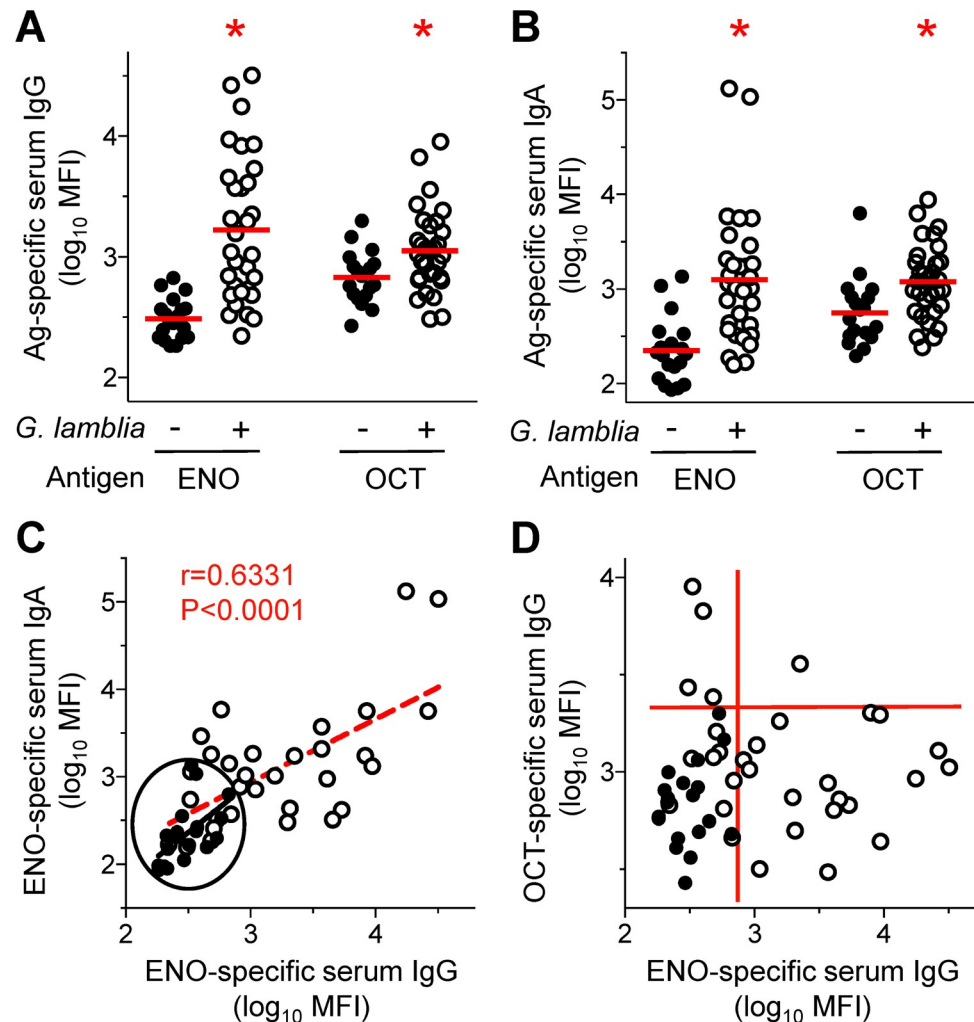 A
*
*
Ag-specific serum IgG
(log10 MFI)
4
3
2
G. lamblia - + - +
Antigen ENO OCT
B
*
*
Ag-specific serum IgA
(log10 MFI)
5
4
3
2
G. lamblia - + - +
Antigen ENO OCT
C
r=0.6331
P<0.0001
ENO-specific serum IgA
(log10 MFI)
5
4
3
2
2 3 4
ENO-specific serum IgG
(log10 MFI)
D
OCT-specific serum IgG
(log10 MFI)
4
3
2 3 4
ENO-specific serum IgG
(log10 MFI)